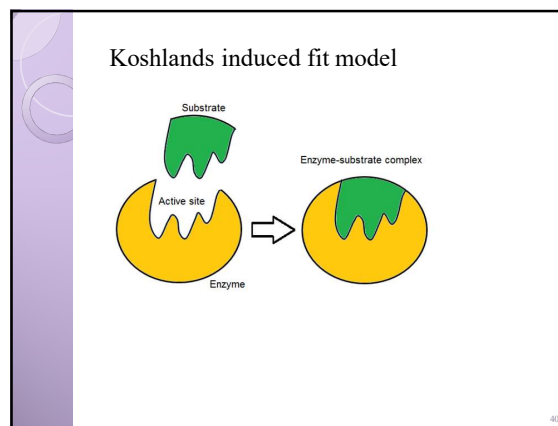 Koshlands induced fit model
Substrate
Enzyme-substrate complex
Active site
Enzyme
40